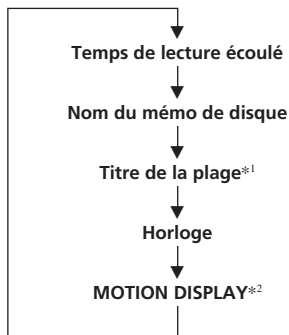 Temps de lecture écoulé
Nom du mémo de disque
Titre de la plage*1
Horloge
MOTION DISPLAY*2